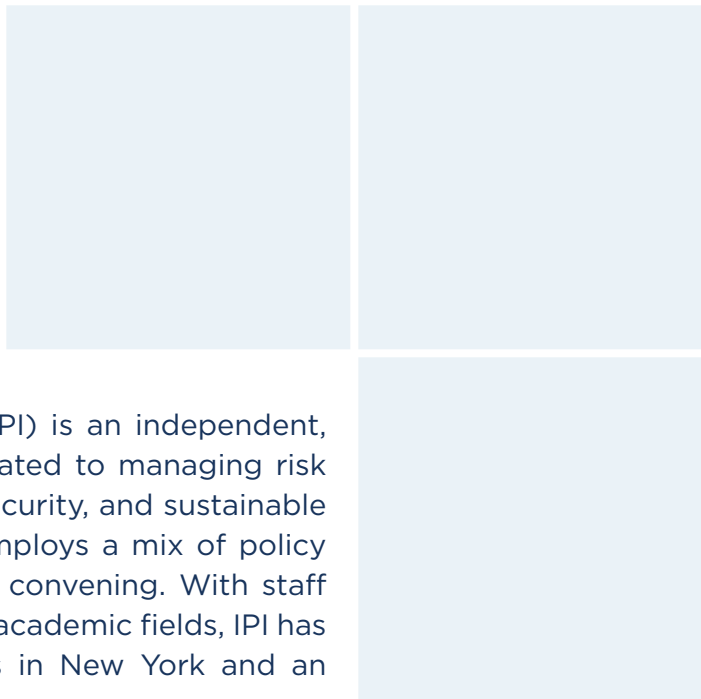 PI) is an independent,
ated to managing risk
curity, and sustainable
mploys a mix of policy
convening. With staff
academic fields, IPI has
s in New York and an